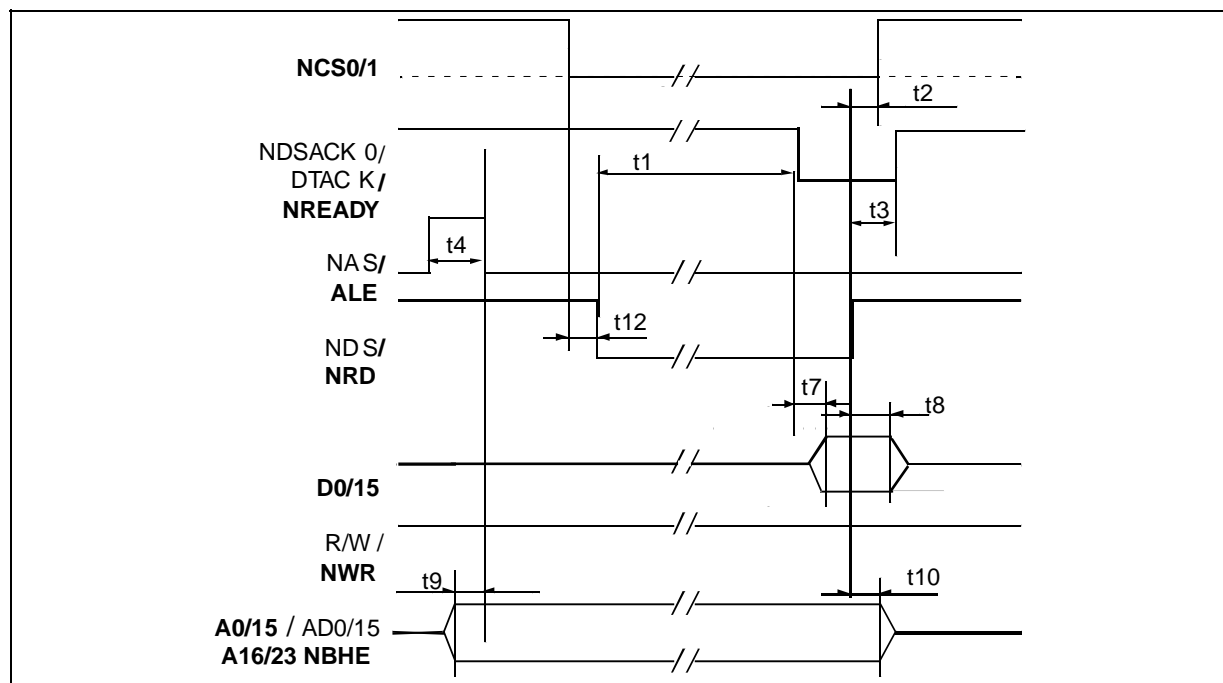 NCS0/1
t2
NDSACK 0/
DTAC K/
NREADY
t1
t3
t4
NA S/
ALE
t12
ND S/
NRD
t7
t8
D0/15
R/W /
NWR
t9
t10
A0/15 / AD0/15
A16/23 NBHE